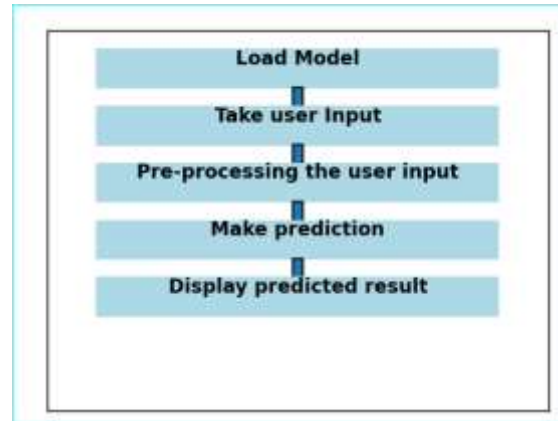 Load Model
Take user Input
Pre-processing the user input
Make prediction
Display predicted result